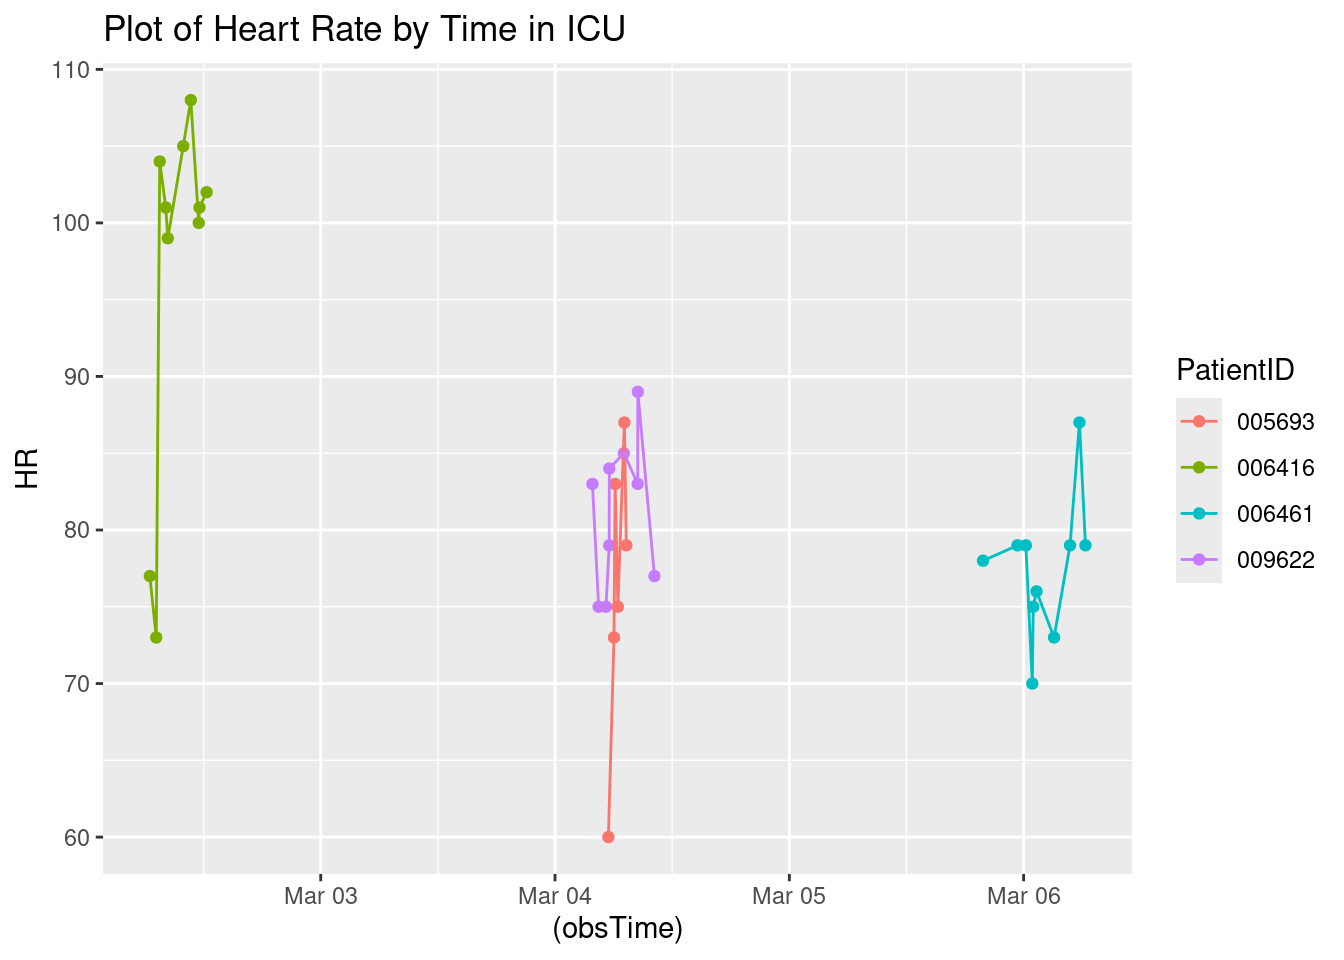 Plot of Heart Rate by Time in ICU
110
100
90
80
70
60
HR
Mar 03
Mar 04
Mar 05
Mar 06
(obsTime)
PatientID
005693
006416
006461
009622